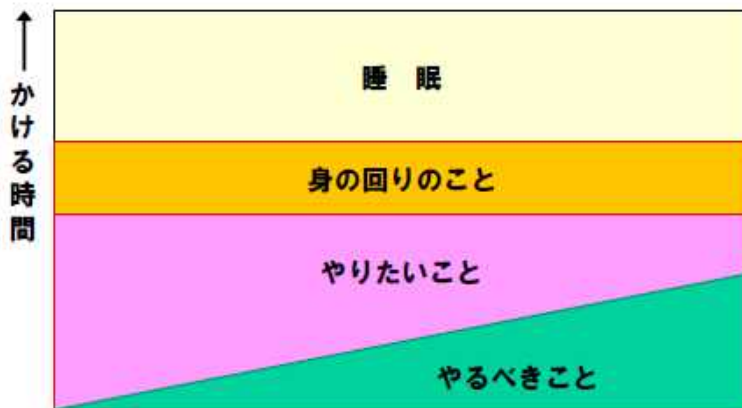 かける時間
睡　眠
身の回りのこと
やりたいこと
やるべきこと